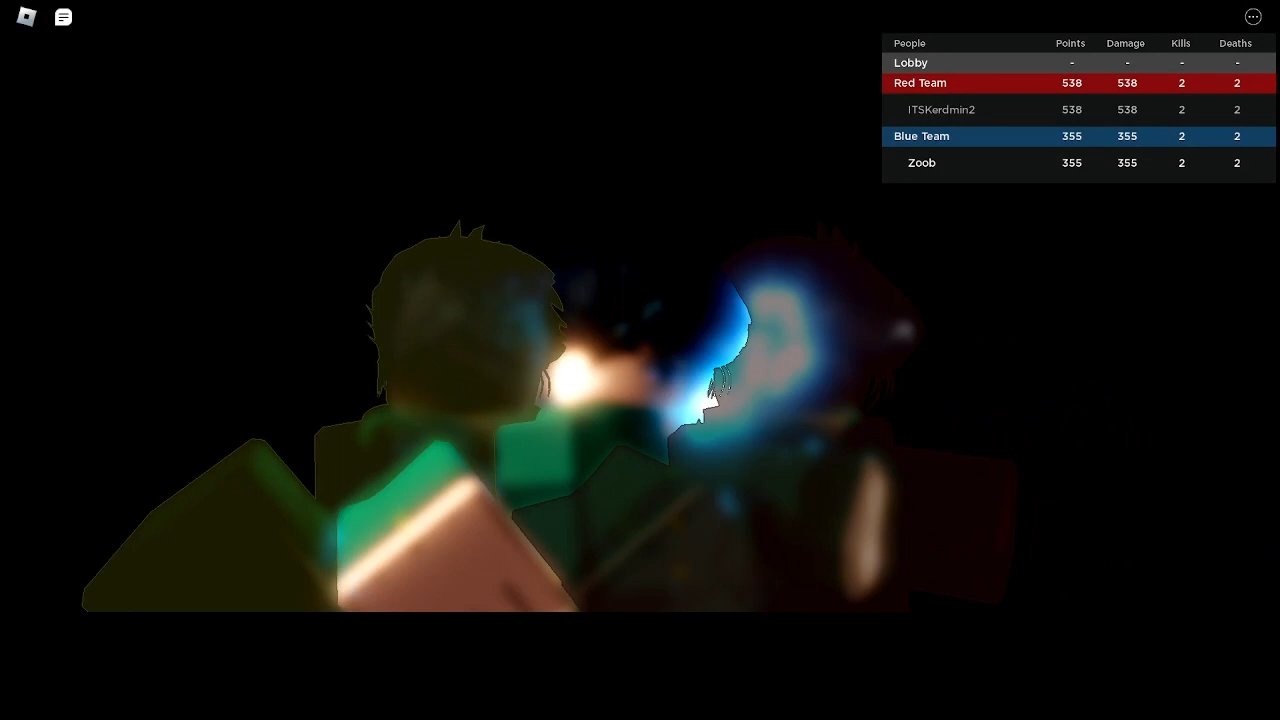 People Points Damage Kills Deaths
Lobby - - - -
Red Team 538 538 2 2
!TSKerdmin2 538 538 2 2
Blue Team 355 355 2 2
Zoob 355 355 2 2